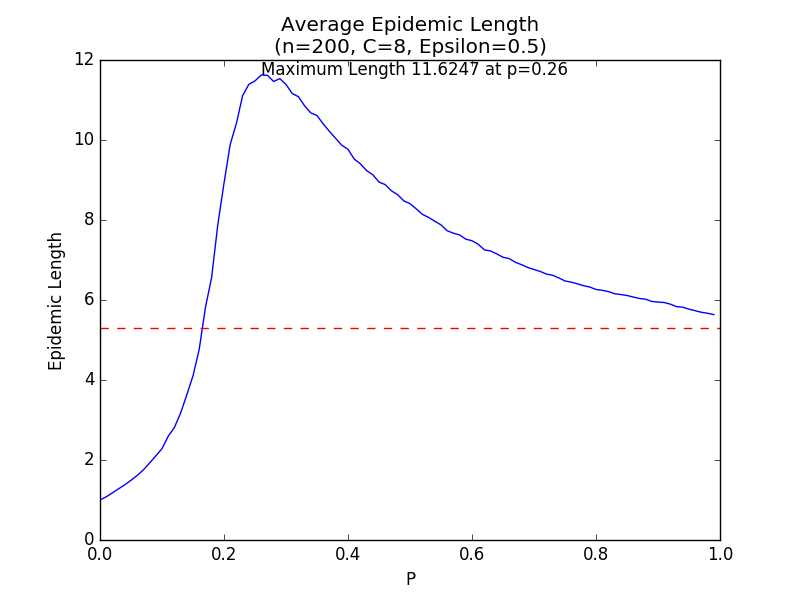 Average Epidemic Length
(n=200, C=8, Epsilon=0.5)
Maximum Length 11.6247 at p=0.26
12
10
8
6
4
2
0
Epidemic Length
0.0 0.2 0.4 0.6 0.8 1.0
P